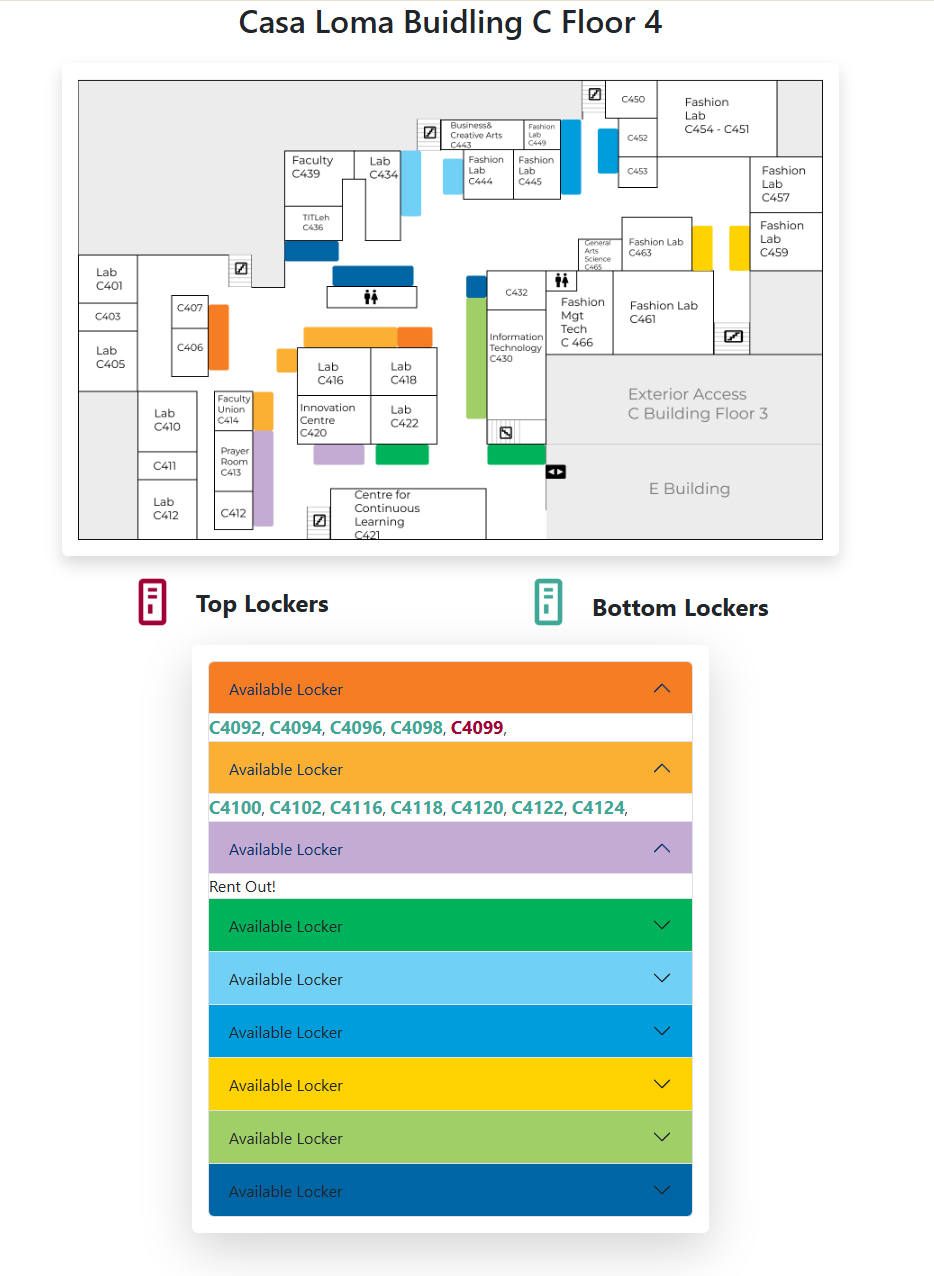 Casa Loma Buidling C Floor 4
C450
Fashion
Lab
C454 - C451
Business&
Creative Arts
C443
Fashion
Lab
C449
C452
C453
Faculty
C439
Lab
C434
Fashion
Lab
C444
Fashion
Lab
C445
Fashion
Lab
C457
TITLeh
C436
General
Arts
Science
C465
Fashion Lab
C463
Fashion
Lab
C459
Lab
C401
C403
Lab
C405
C407
C406
C432
Information
Technology
C430
Fashion
Mgt
Tech
C 466
Fashion Lab
C461
Lab
C416
Lab
C418
Innovation
Centre
C420
Lab
C422
Exterior Access
C Building Floor 3
Lab
C410
C411
Lab
C412
Faculty
Union
C414
Prayer
Room
C413
C412
Centre for
Continuous
Learning
C421
E Building
Top Lockers
Bottom Lockers
Available Locker
C4092, C4094, C4096, C4098, C4099,
Available Locker
C4100, C4102, C4116, C4118, C4120, C4122, C4124,
Available Locker
Rent Out!
Available Locker
Available Locker
Available Locker
Available Locker
Available Locker
Available Locker